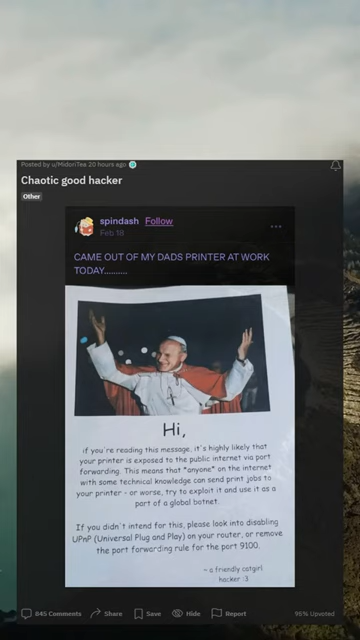 Posted by u/MidoriTea 20 hours ago
Chaotic good hacker
Other
spindash Follow
Feb 18
CAME OUT OF MY DADS PRINTER AT WORK
TODAY..........
Hi,
if you're reading this message, it's highly likely that
your printer is exposed to the public internet via port
forwarding. This means that *anyone* on the internet
with some technical knowledge can send print jobs to
your printer - or worse, try to exploit it and use it as a
part of a global botnet.
If you didn't intend for this, please look into disabling
UPnP (Universal Plug and Play) on your router, or remove
the port forwarding rule for the port 9100.
- a friendly catgirl
hacker :3
845 Comments Share Save Hide Report 95% Upvoted